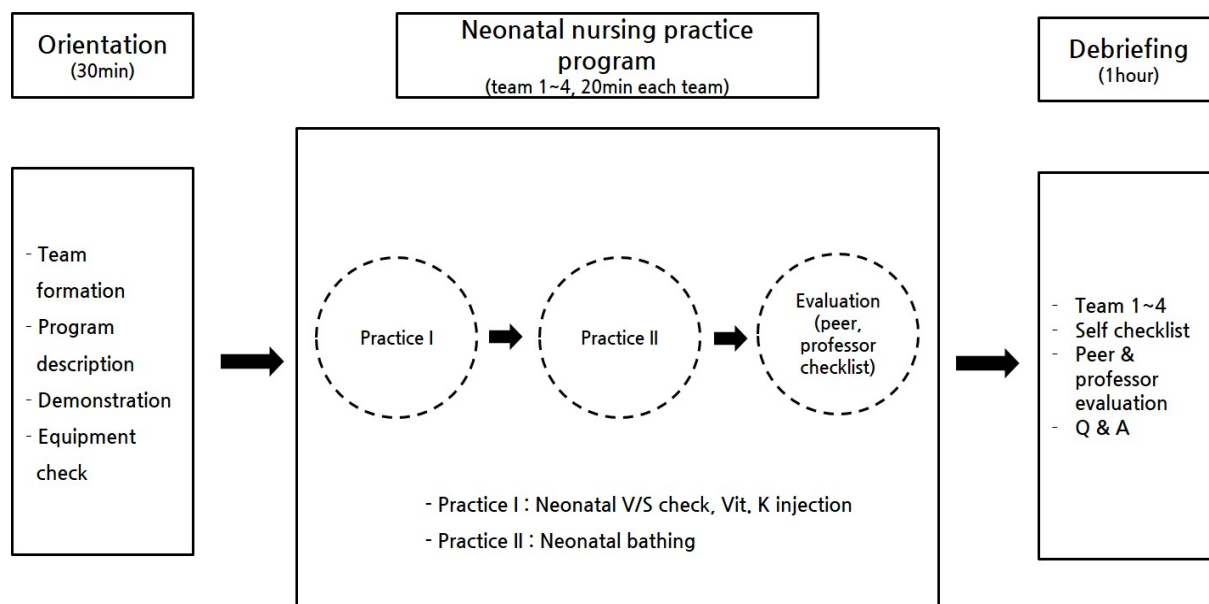 Orientation
(30min)
Neonatal nursing practice
program
(team 1~4, 20min each team)
Debriefing
(1hour)
- Team
formation
- Program
description
- Demonstration
- Equipment
check
Practice I
Practice II
Evaluation
(peer,
professor
checklist)
- Practice I : Neonatal V/S check, Vit. K injection
- Practice II : Neonatal bathing
- Team 1~4
- Self checklist
- Peer &
professor
evaluation
- Q & A